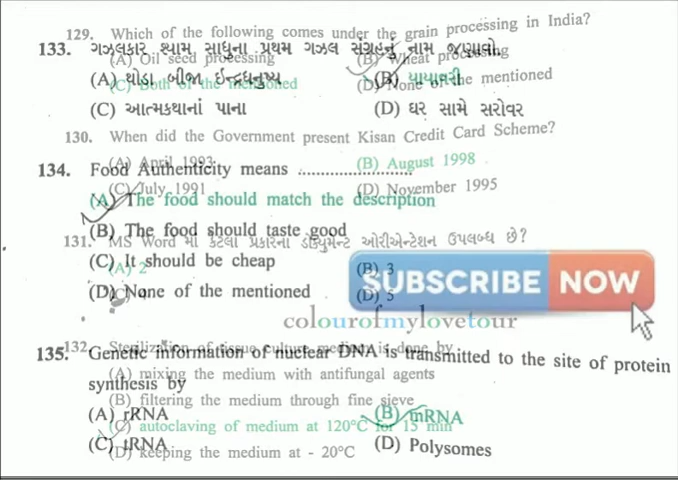 129. Which of the following comes under the grain processing in India?
(A) Oil seed processing
(B) Wheat processing
(C) Both of the mentioned
(D) None of the mentioned
130. When did the Government present Kisan Credit Card Scheme?
(A) April 1993
(B) August 1998
(C) July 1991
(D) November 1995
131. MS Word માં કેટલા પ્રકારના ડોક્યુમેન્ટ ઓરીએન્ટેશન ઉપલબ્ધ છે?
(A) 2
(B) 3
(D) 5
132. Sterilization of tissue culture medium is done by
(A) mixing the medium with antifungal agents
(B) filtering the medium through fine sieve
(C) autoclaving of medium at 120°C for 15 min
(D) keeping the medium at - 20°C
133. ગઝલકાર શ્યામ સાધુના પ્રથમ ગઝલ સંગ્રહનું નામ જણાવો.
(A) થોડા બીજા ઈન્દ્રધનુષ્ય
(B) યાયાવરી
(C) આત્મકથાનાં પાના
(D) ઘર સામે સરોવર
134. Food Authenticity means ..........................
(A) The food should match the description
(B) The food should taste good
(C) It should be cheap
(D) None of the mentioned
135. Genetic information of nuclear DNA is transmitted to the site of protein
synthesis by
(A) rRNA
(B) mRNA
(C) tRNA
(D) Polysomes
SUBSCRIBE NOW
colourofmylovetour